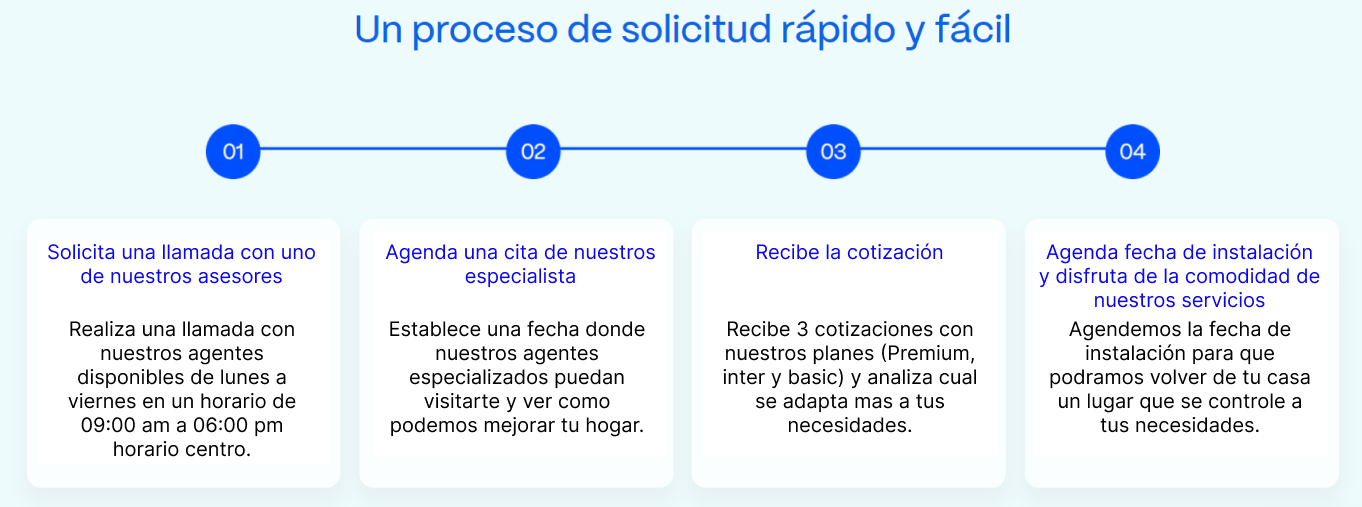 Un proceso de solicitud rápido y fácil
01
02
03
04
Solicita una llamada con uno
de nuestros asesores
Realiza una llamada con
nuestros agentes
disponibles de lunes a
viernes en un horario de
09:00 am a 06:00 pm
horario centro.
Agenda una cita de nuestros
especialista
Establece una fecha donde
nuestros agentes
especializados puedan
visitarte y ver como
podemos mejorar tu hogar.
Recibe la cotización
Recibe 3 cotizaciones con
nuestros planes (Premium,
inter y basic) y analiza cual
se adapta mas a tus
necesidades.
Agenda fecha de instalación
y disfruta de la comodidad de
nuestros servicios
Agendemos la fecha de
instalación para que
podramos volver de tu casa
un lugar que se controle a
tus necesidades.